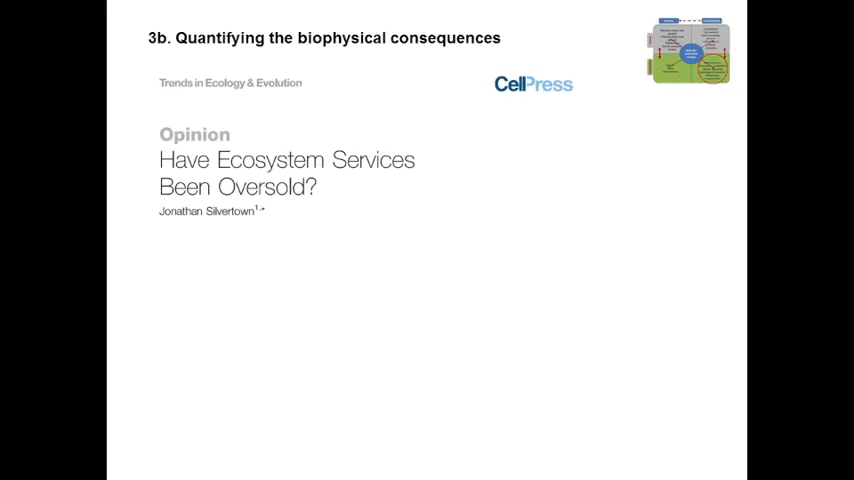 3b. Quantifying the biophysical consequences
Trends in Ecology & Evolution
CellPress
Opinion
Have Ecosystem Services
Been Oversold?
Jonathan Silvertown1,*